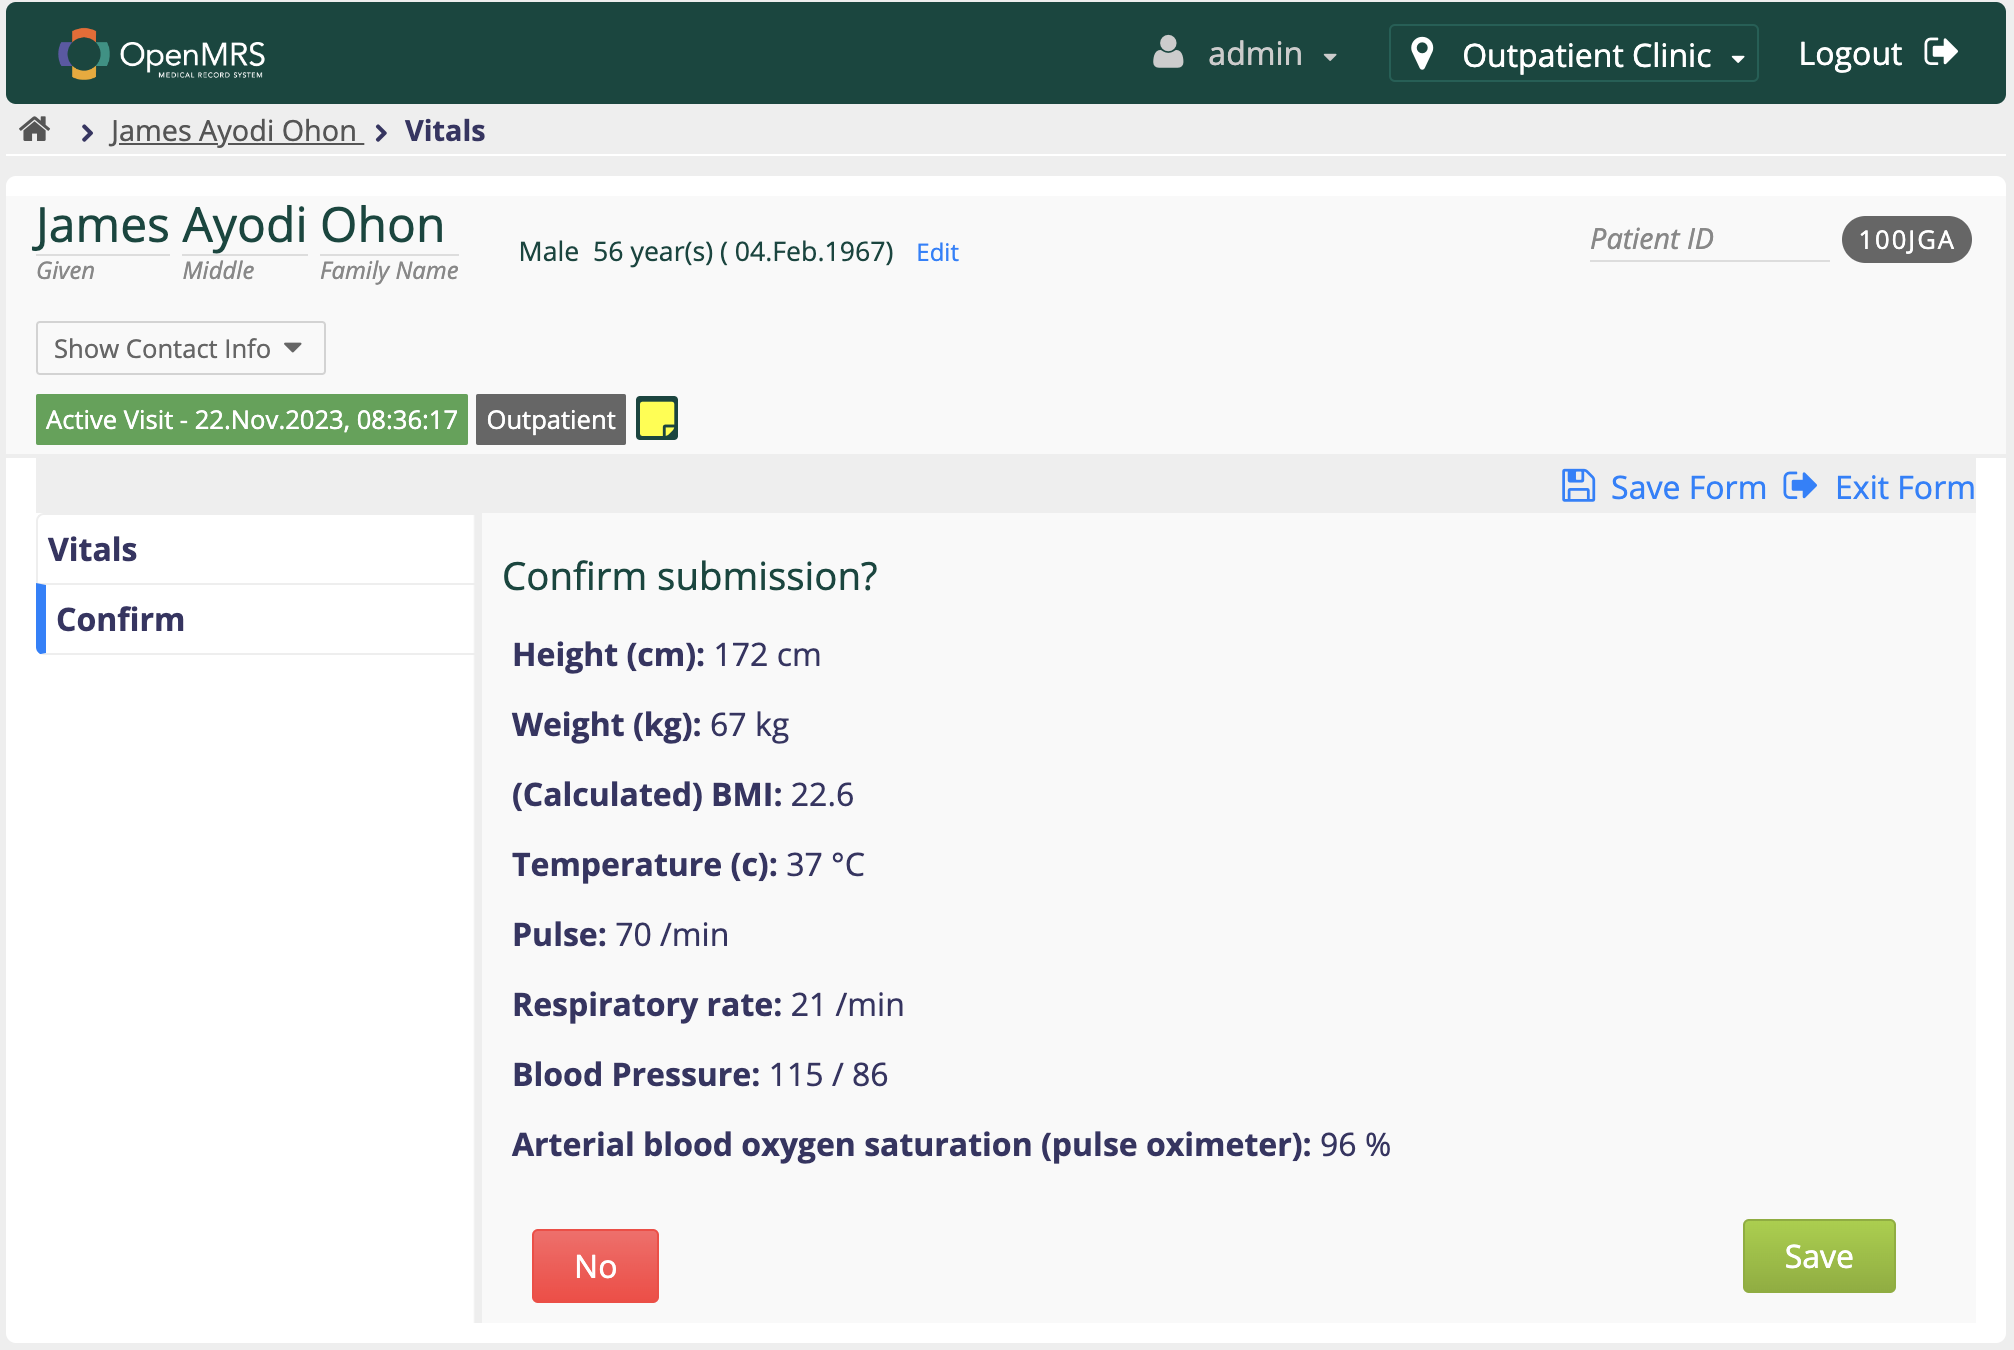 OpenMRS
MEDICAL RECORD SYSTEM
admin
Outpatient Clinic
Logout
James Ayodi Ohon
Vitals
James Ayodi Ohon
Given Middle Family Name
Male 56 year(s) ( 04.Feb.1967) Edit
Patient ID 100JGA
Show Contact Info
Active Visit - 22.Nov.2023, 08:36:17
Outpatient
Save Form Exit Form
Vitals
Confirm
Confirm submission?
Height (cm): 172 cm
Weight (kg): 67 kg
(Calculated) BMI: 22.6
Temperature (c): 37 °C
Pulse: 70 /min
Respiratory rate: 21 /min
Blood Pressure: 115 / 86
Arterial blood oxygen saturation (pulse oximeter): 96 %
No
Save